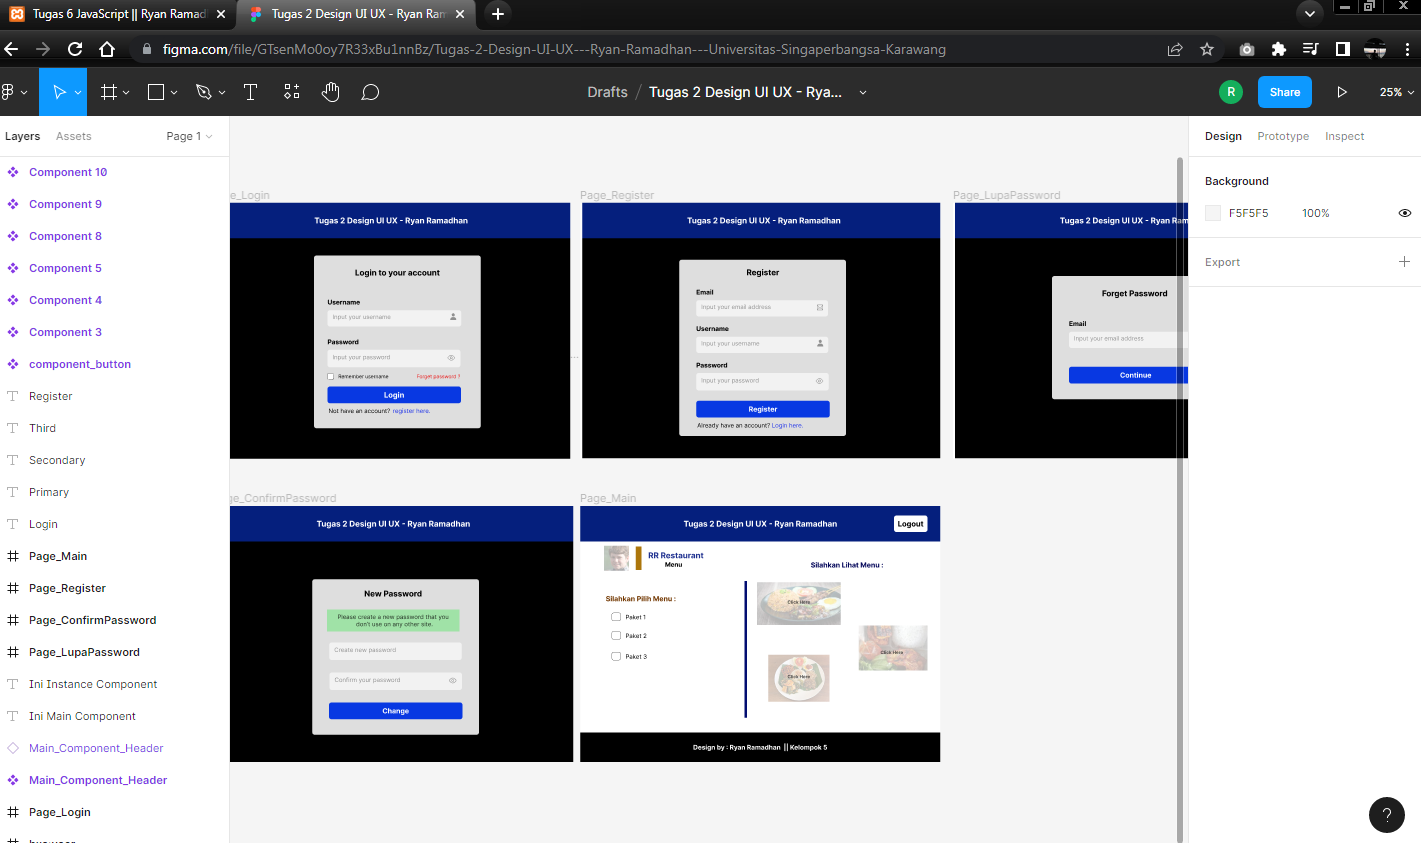 Tugas 6 JavaScript || Ryan Ramad
Tugas 2 Design UI UX - Ryan Ram
figma.com/file/GTsenMo0oy7R33xBu1nnBz/Tugas-2-Design-UI-UX---Ryan-Ramadhan---Universitas-Singaperbangsa-Karawang
Drafts / Tugas 2 Design UI UX - Rya...
R
Share
25%
Layers
Assets
Page 1
Component 10
Component 9
Component 8
Component 5
Component 4
Component 3
component_button
Register
Third
Secondary
Primary
Login
Page_Main
Page_Register
Page_ConfirmPassword
Page_LupaPassword
Ini Instance Component
Ini Main Component
Main_Component_Header
Main_Component_Header
Page_Login
browser
e_Login
Tugas 2 Design UI UX - Ryan Ramadhan
Login to your account
Username
Input your username
Password
Input your password
Remember username
Forget password ?
Login
Not have an account? register here.
Page_Register
Tugas 2 Design UI UX - Ryan Ramadhan
Register
Email
Input your email address
Username
Input your username
Password
Input your password
Register
Already have an account? Login here.
Page_LupaPassword
Tugas 2 Design UI UX - Ryan Ram
Forget Password
Email
Input your email address
Continue
ge_ConfirmPassword
Tugas 2 Design UI UX - Ryan Ramadhan
New Password
Please create a new password that you
don't use on any other site.
Create new password
Confirm your password
Change
Page_Main
Tugas 2 Design UI UX - Ryan Ramadhan
Logout
RR Restaurant
Menu
Silahkan Lihat Menu :
Silahkan Pilih Menu :
Paket 1
Paket 2
Paket 3
Click Here
Click Here
Click Here
Design by : Ryan Ramadhan || Kelompok 5
Design
Prototype
Inspect
Background
F5F5F5
100%
Export
?